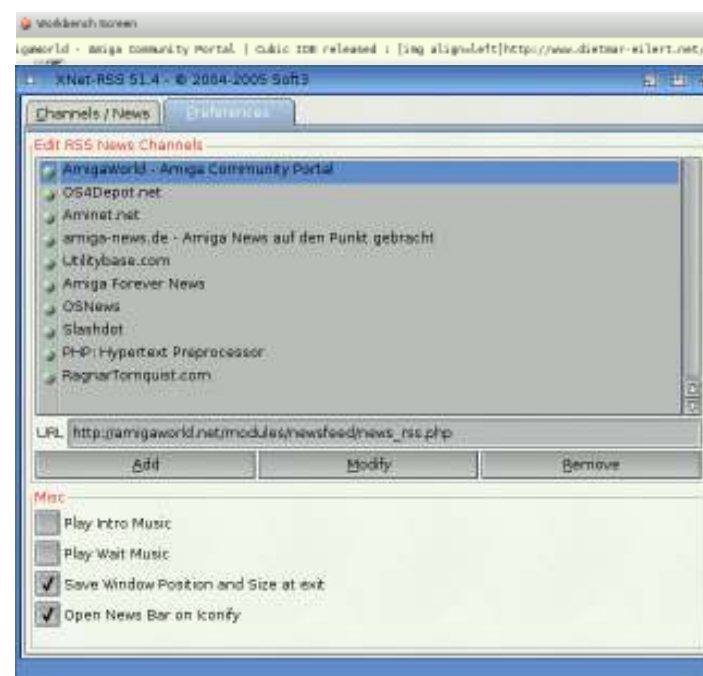 Workbench Screen
igaworld - Amiga Community Portal | Cubic IDE released : [img align=left]http://www.dietmar-eilert.net/
XNet-RSS 51.4 - © 2004-2005 Soft3
Channels / News
Preferences
Edit RSS News Channels
AmigaWorld - Amiga Community Portal
OS4Depot.net
Aminet.net
amiga-news.de - Amiga News auf den Punkt gebracht
Utilitybase.com
Amiga Forever News
OSNews
Slashdot
PHP: Hypertext Preprocessor
RagnarTornquist.com
URL http://amigaworld.net/modules/newsfeed/news_rss.php
Add
Modify
Remove
Misc
Play Intro Music
Play Wait Music
Save Window Position and Size at exit
Open News Bar on Iconify